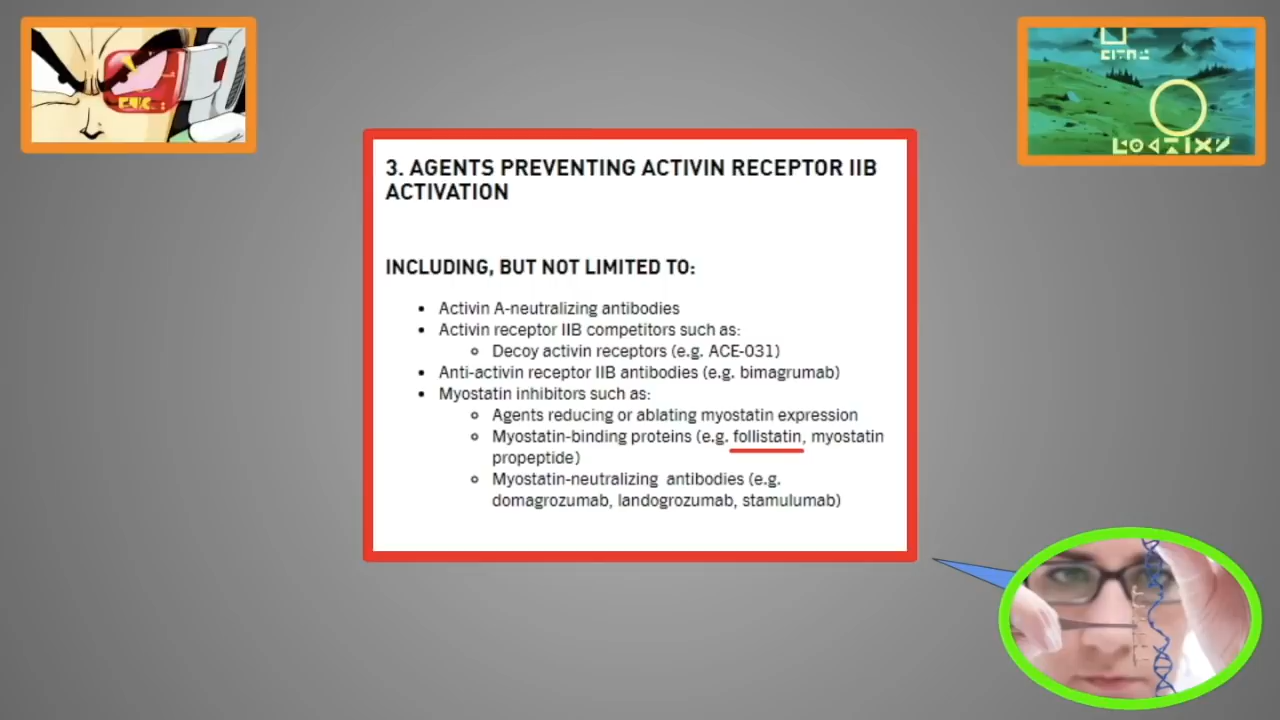 3. AGENTS PREVENTING ACTIVIN RECEPTOR IIB
ACTIVATION
INCLUDING, BUT NOT LIMITED TO:
• Activin A-neutralizing antibodies
• Activin receptor IIB competitors such as:
○ Decoy activin receptors (e.g. ACE-031)
• Anti-activin receptor IIB antibodies (e.g. bimagrumab)
• Myostatin inhibitors such as:
○ Agents reducing or ablating myostatin expression
○ Myostatin-binding proteins (e.g. follistatin, myostatin
propeptide)
○ Myostatin-neutralizing antibodies (e.g.
domagrozumab, landogrozumab, stamulumab)